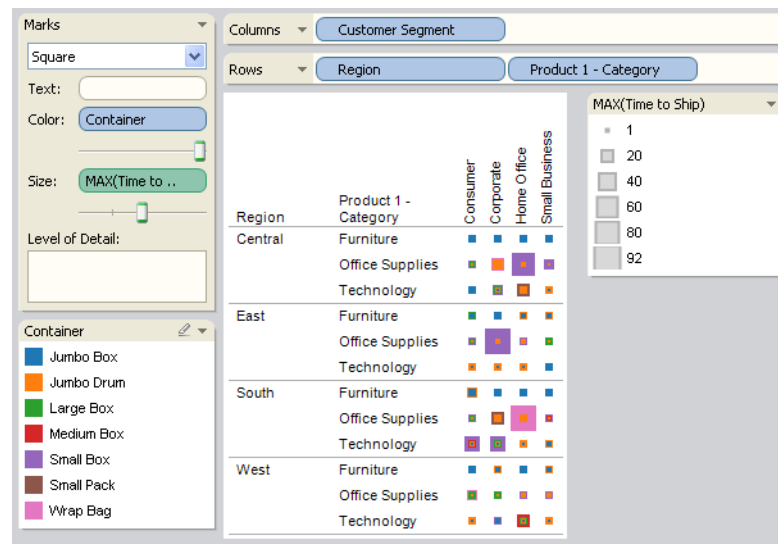 Marks
Square
Text:
Color: Container
Size: MAX(Time to ..
Level of Detail:
Container
Jumbo Box
Jumbo Drum
Large Box
Medium Box
Small Box
Small Pack
Wrap Bag
Columns Customer Segment
Rows Region Product 1 - Category
Region Product 1 -
Category Consumer Corporate Home Office Small Business
Central Furniture
Office Supplies
Technology
East Furniture
Office Supplies
Technology
South Furniture
Office Supplies
Technology
West Furniture
Office Supplies
Technology
MAX(Time to Ship)
1
20
40
60
80
92